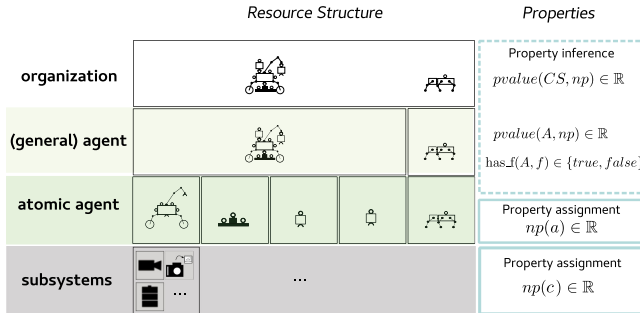 Resource Structure
Properties
organization
Property inference
pvalue(CS, np) ∈ ℝ
(general) agent
pvalue(A, np) ∈ ℝ
has_f(A, f) ∈ {true, false}
atomic agent
Property assignment
np(a) ∈ ℝ
subsystems
...
...
Property assignment
np(c) ∈ ℝ